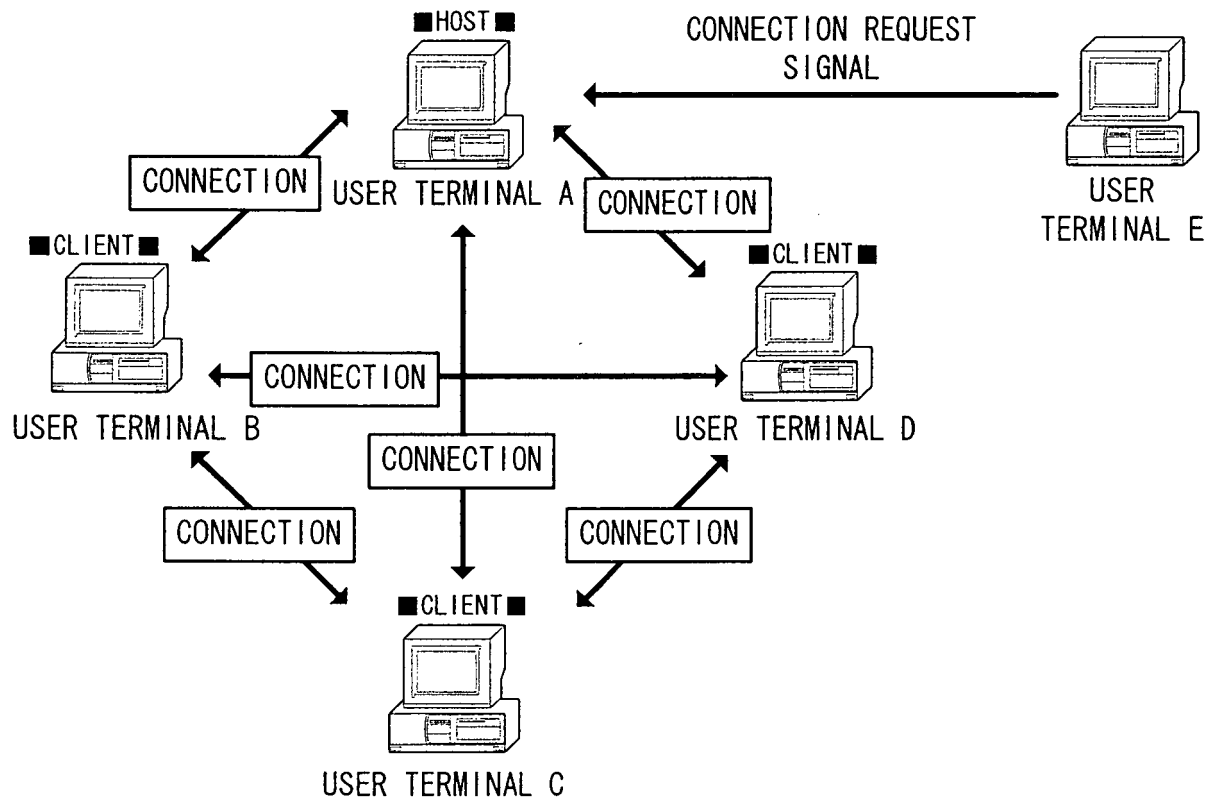 ■HOST■
CONNECTION REQUEST
SIGNAL
CONNECTION
USER TERMINAL A
CONNECTION
USER
TERMINAL E
■CLIENT■
■CLIENT■
CONNECTION
USER TERMINAL B
USER TERMINAL D
CONNECTION
CONNECTION
CONNECTION
■CLIENT■
USER TERMINAL C